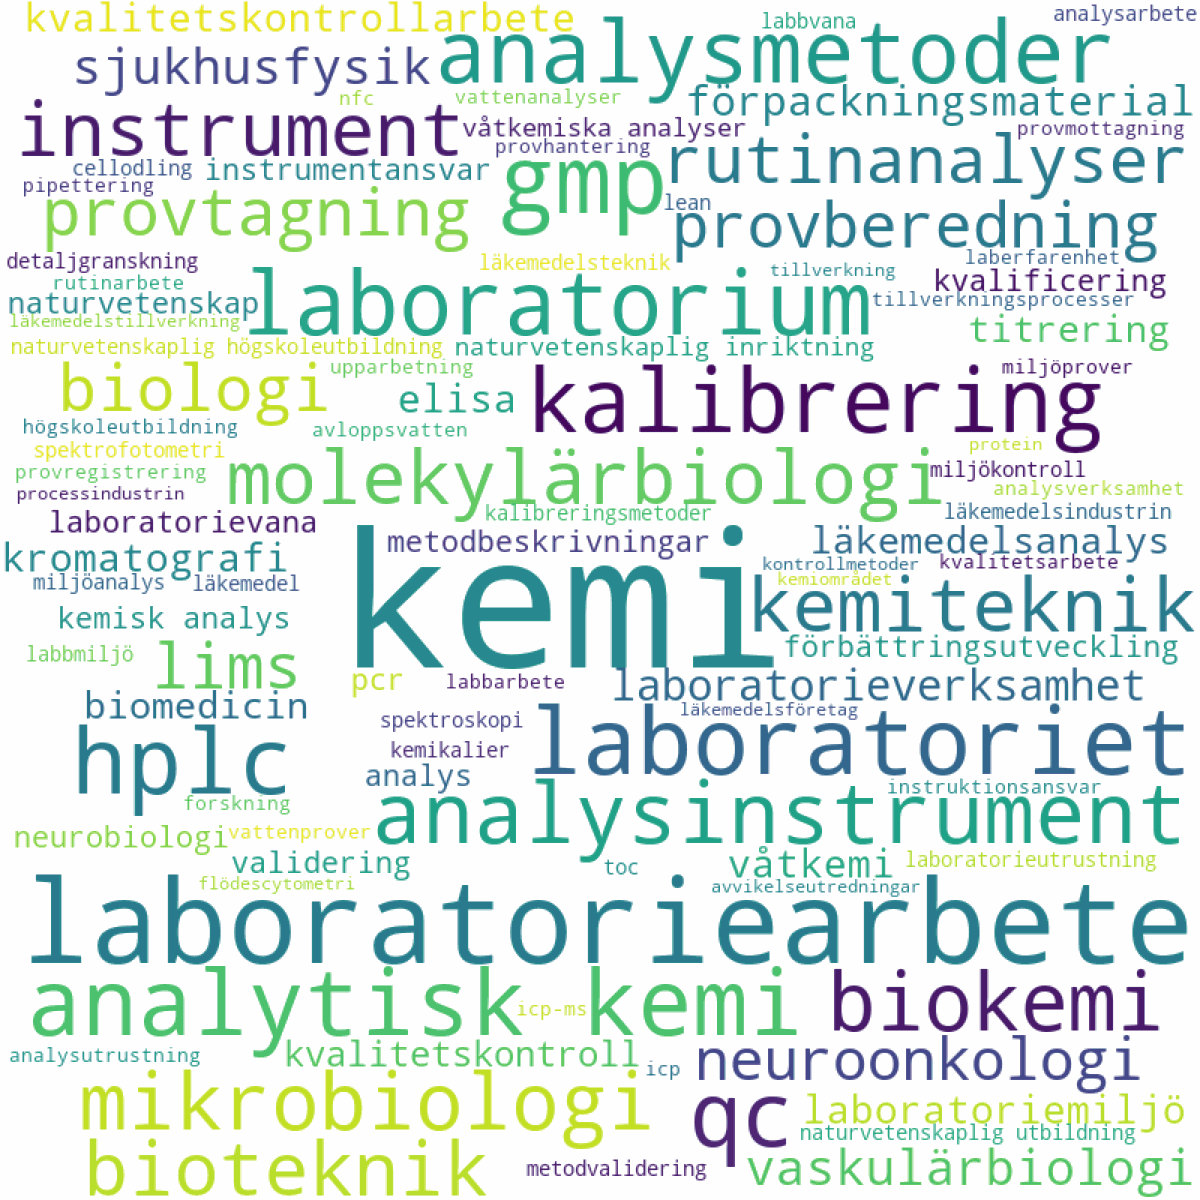 kvalitetskontrollarbete
labbvana
analysarbete
analysmetoder
sjukhusfysik
nfc
vattenanalyser
förpackningsmaterial
instrument
våtkemiska analyser
provmottagning
provhantering
rutinanalyser
cellodling
instrumentansvar
gmp
pipettering
provtagning
lean
provberedning
detaljgranskning
läkemedelsteknik
tillverkning
laberfarenhet
rutinarbete
kvalificering
naturvetenskap
laboratorium
tillverkningsprocesser
läkemedelstillverkning
titrering
naturvetenskaplig högskoleutbildning
naturvetenskaplig inriktning
upparbetning
miljöprover
biologi
elisa
kalibrering
högskoleutbildning
avloppsvatten
spektrofotometri
protein
provregistrering
molekylärbiologi
miljökontroll
processindustrin
analysverksamhet
laboratorievana
kalibreringsmetoder
läkemedelsindustrin
kromatografi
metodbeskrivningar
läkemedelsanalys
kemi
kontrollmetoder
kvalitetsarbete
miljöanalys
läkemedel
kemiområdet
kemiteknik
kemisk analys
förbättringsutveckling
labbmiljö
lims
pcr
labbarbete
laboratorieverksamhet
biomedicin
spektroskopi
läkemedelsföretag
hplc
kemikalier
laboratoriet
analys
forskning
instruktionsansvar
analysinstrument
neurobiologi
vattenprover
validering
toc
våtkemi
laboratorieutrustning
flödescytometri
avvikelseutredningar
laboratoriearbete
analytisk kemi
icp-ms
biokemi
analysutrustning
kvalitetskontroll
icp
neuroonkologi
mikrobiologi
qc
laboratoriemiljö
naturvetenskaplig utbildning
bioteknik
metodvalidering
vaskulärbiologi